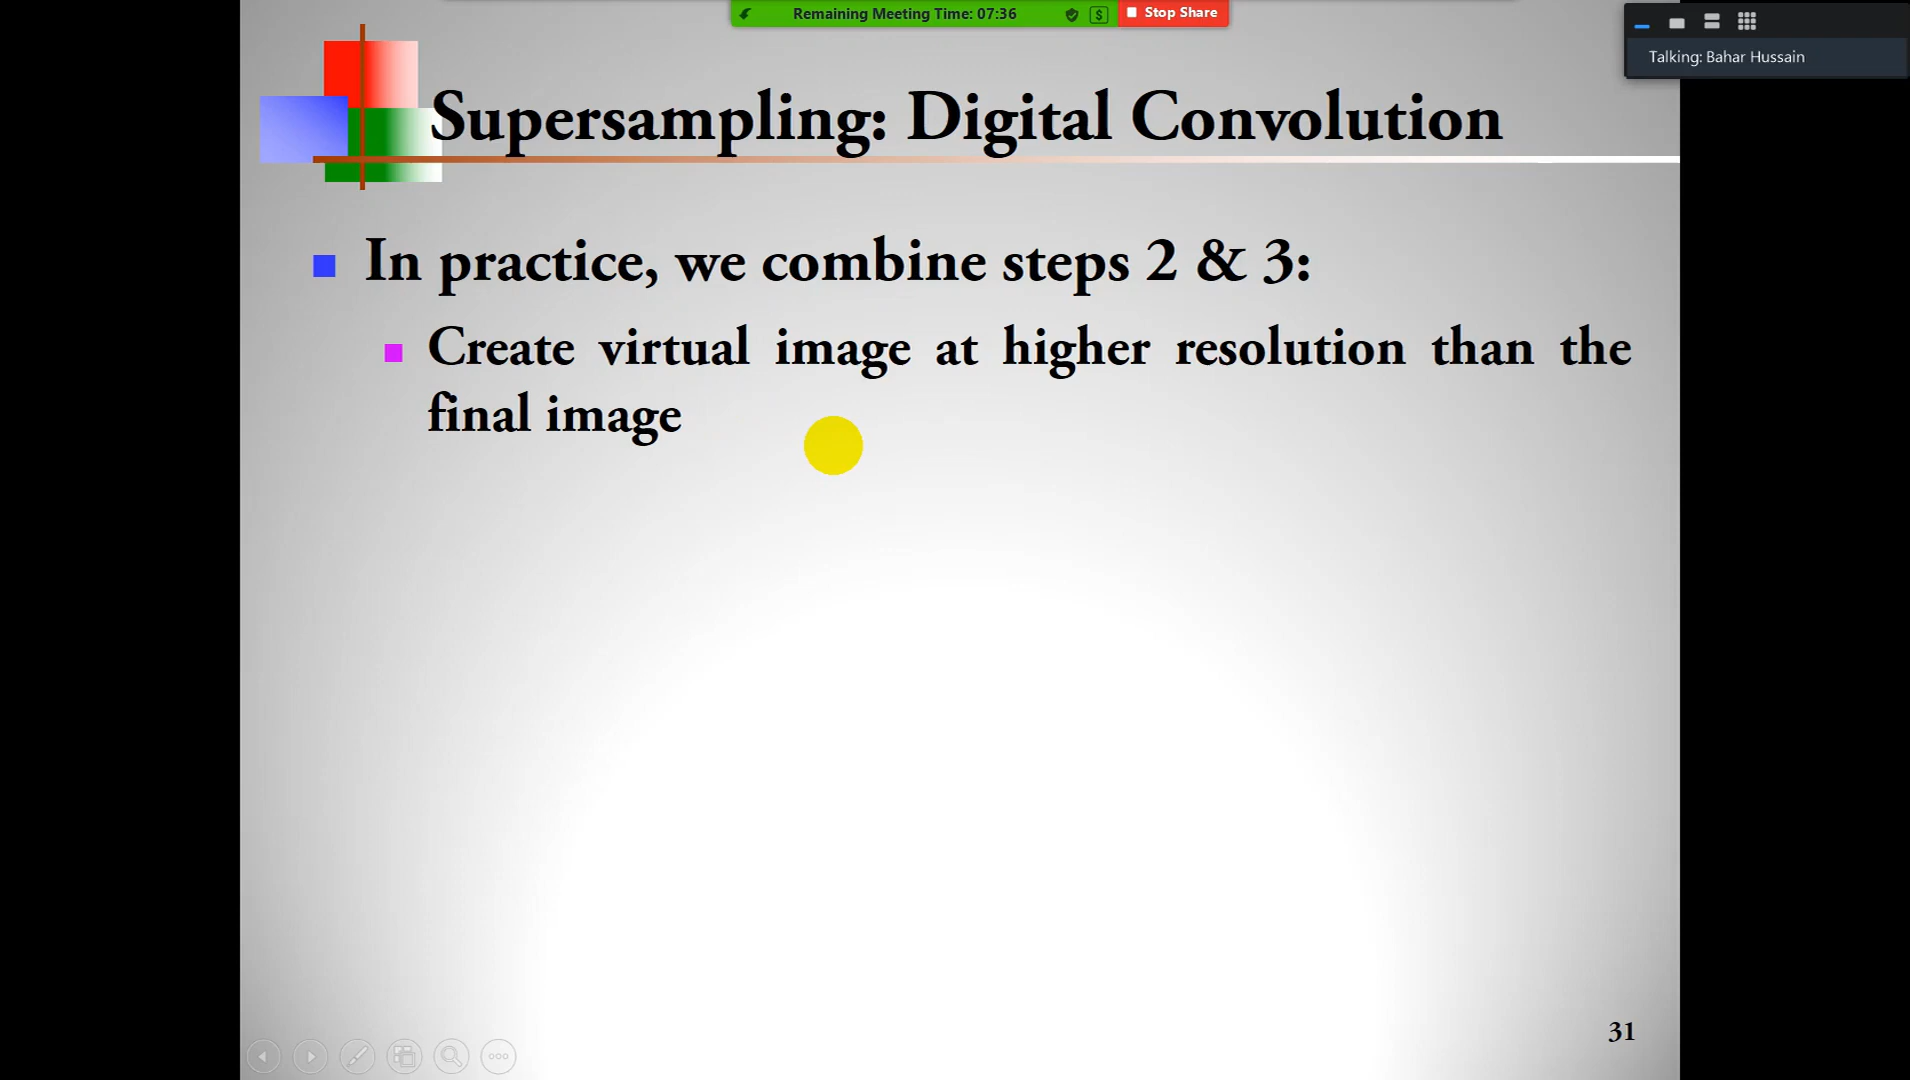 Remaining Meeting Time: 07:36
Stop Share
Talking: Bahar Hussain
Supersampling: Digital Convolution
In practice, we combine steps 2 & 3:
Create virtual image at higher resolution than the
final image
31